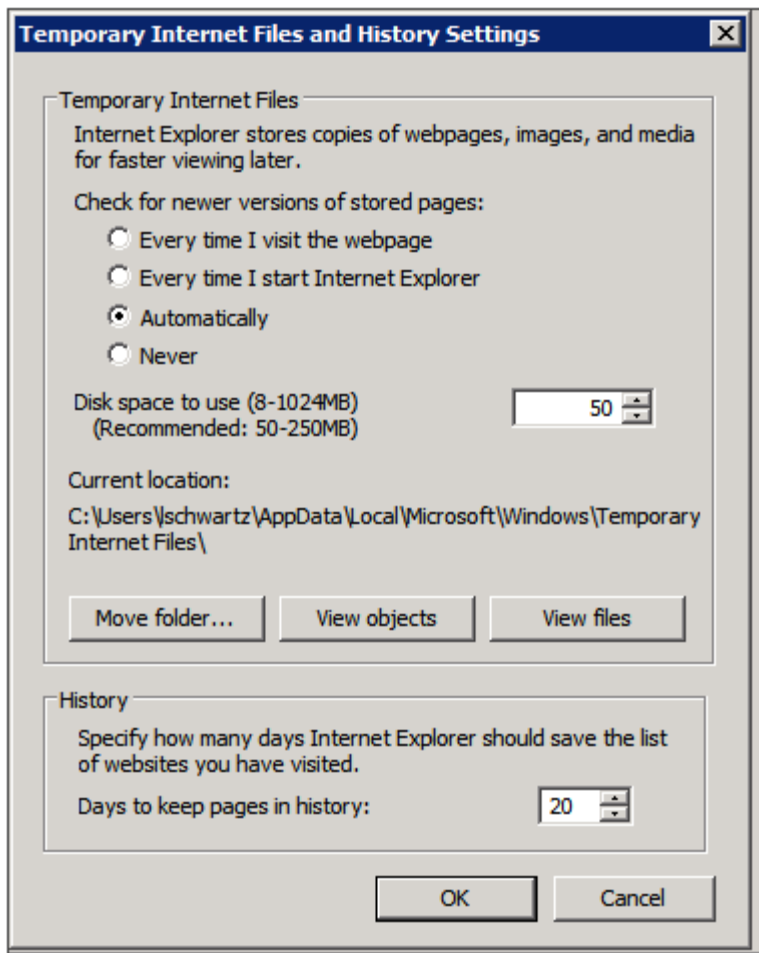 Temporary Internet Files and History Settings
Temporary Internet Files
Internet Explorer stores copies of webpages, images, and media
for faster viewing later.
Check for newer versions of stored pages:
Every time I visit the webpage
Every time I start Internet Explorer
Automatically
Never
Disk space to use (8-1024MB)
50
(Recommended: 50-250MB)
Current location:
C:\Users\lschwartz\AppData\Local\Microsoft\Windows\Temporary
Internet Files\
Move folder... View objects View files
History
Specify how many days Internet Explorer should save the list
of websites you have visited.
Days to keep pages in history: 20
OK Cancel